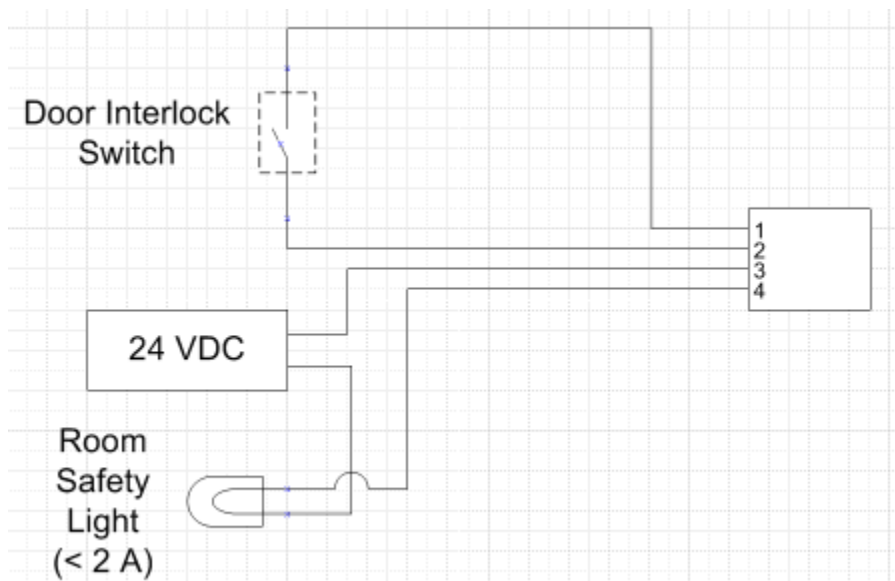 Door Interlock
Switch
1
2
3
4
24 VDC
Room
Safety
Light
(< 2 A)